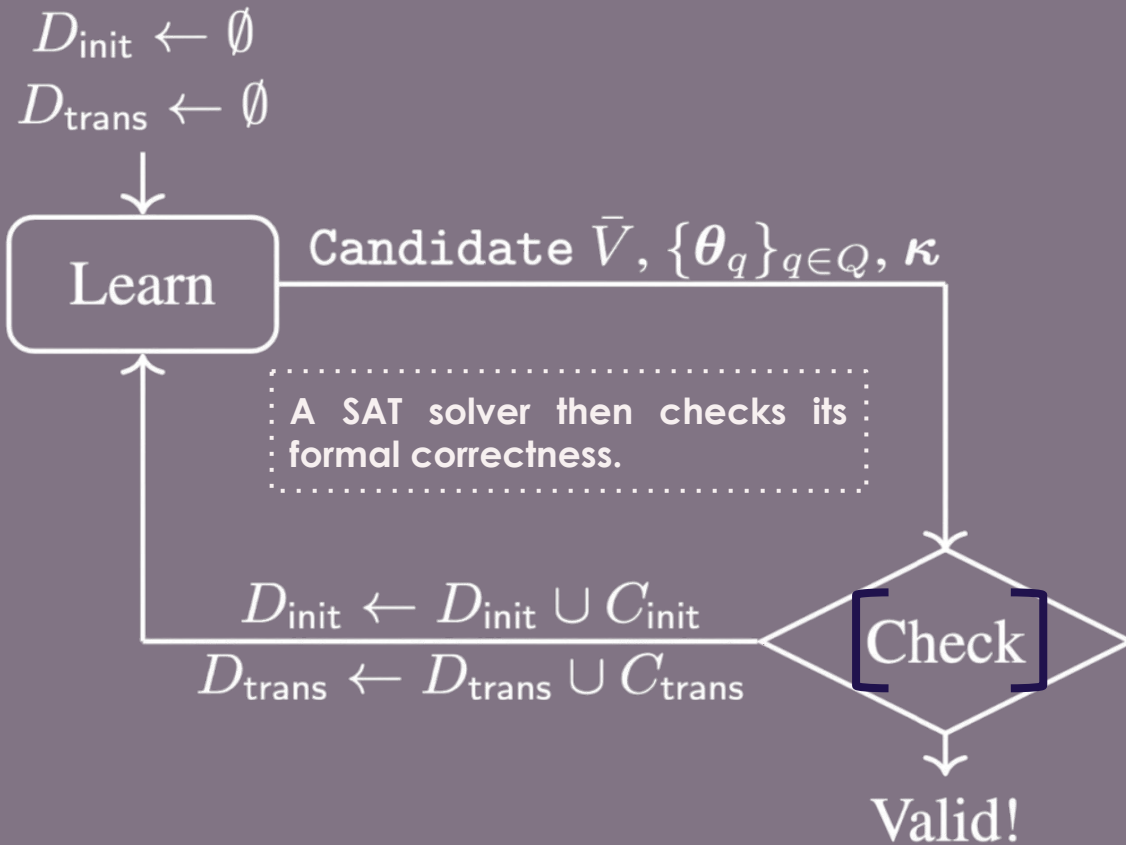 D_init ← ∅
D_trans ← ∅
Learn
Candidate V̄, {θ_q}_{q∈Q}, κ
A SAT solver then checks its
formal correctness.
D_init ← D_init ∪ C_init
D_trans ← D_trans ∪ C_trans
[Check]
Valid!